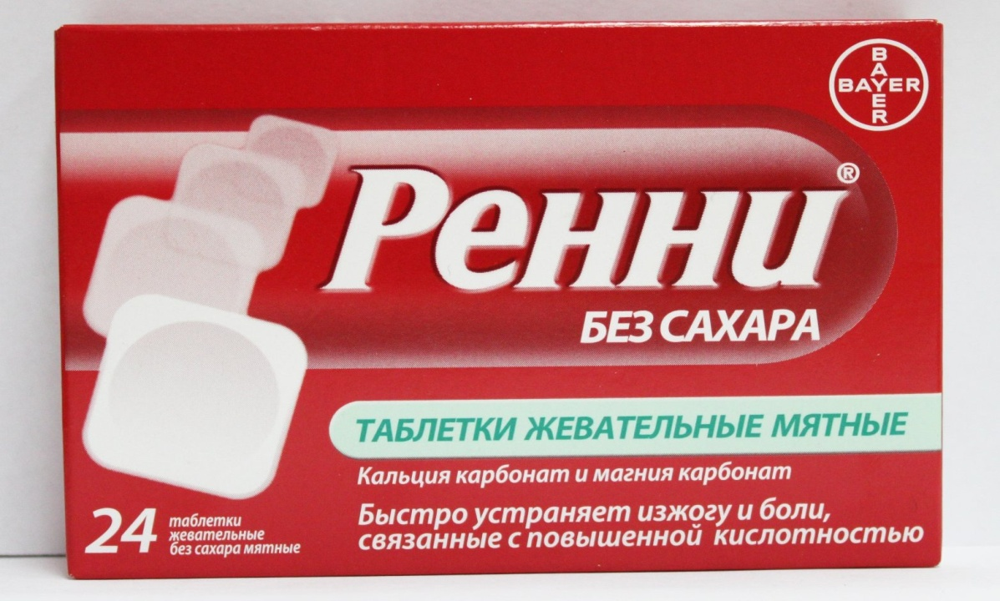 BAYER
BAYER
Ренни®
БЕЗ САХАРА
ТАБЛЕТКИ ЖЕВАТЕЛЬНЫЕ МЯТНЫЕ
Кальция карбонат и магния карбонат
Быстро устраняет изжогу и боли,
связанные с повышенной кислотностью
24
таблетки
жевательные
без сахара мятные